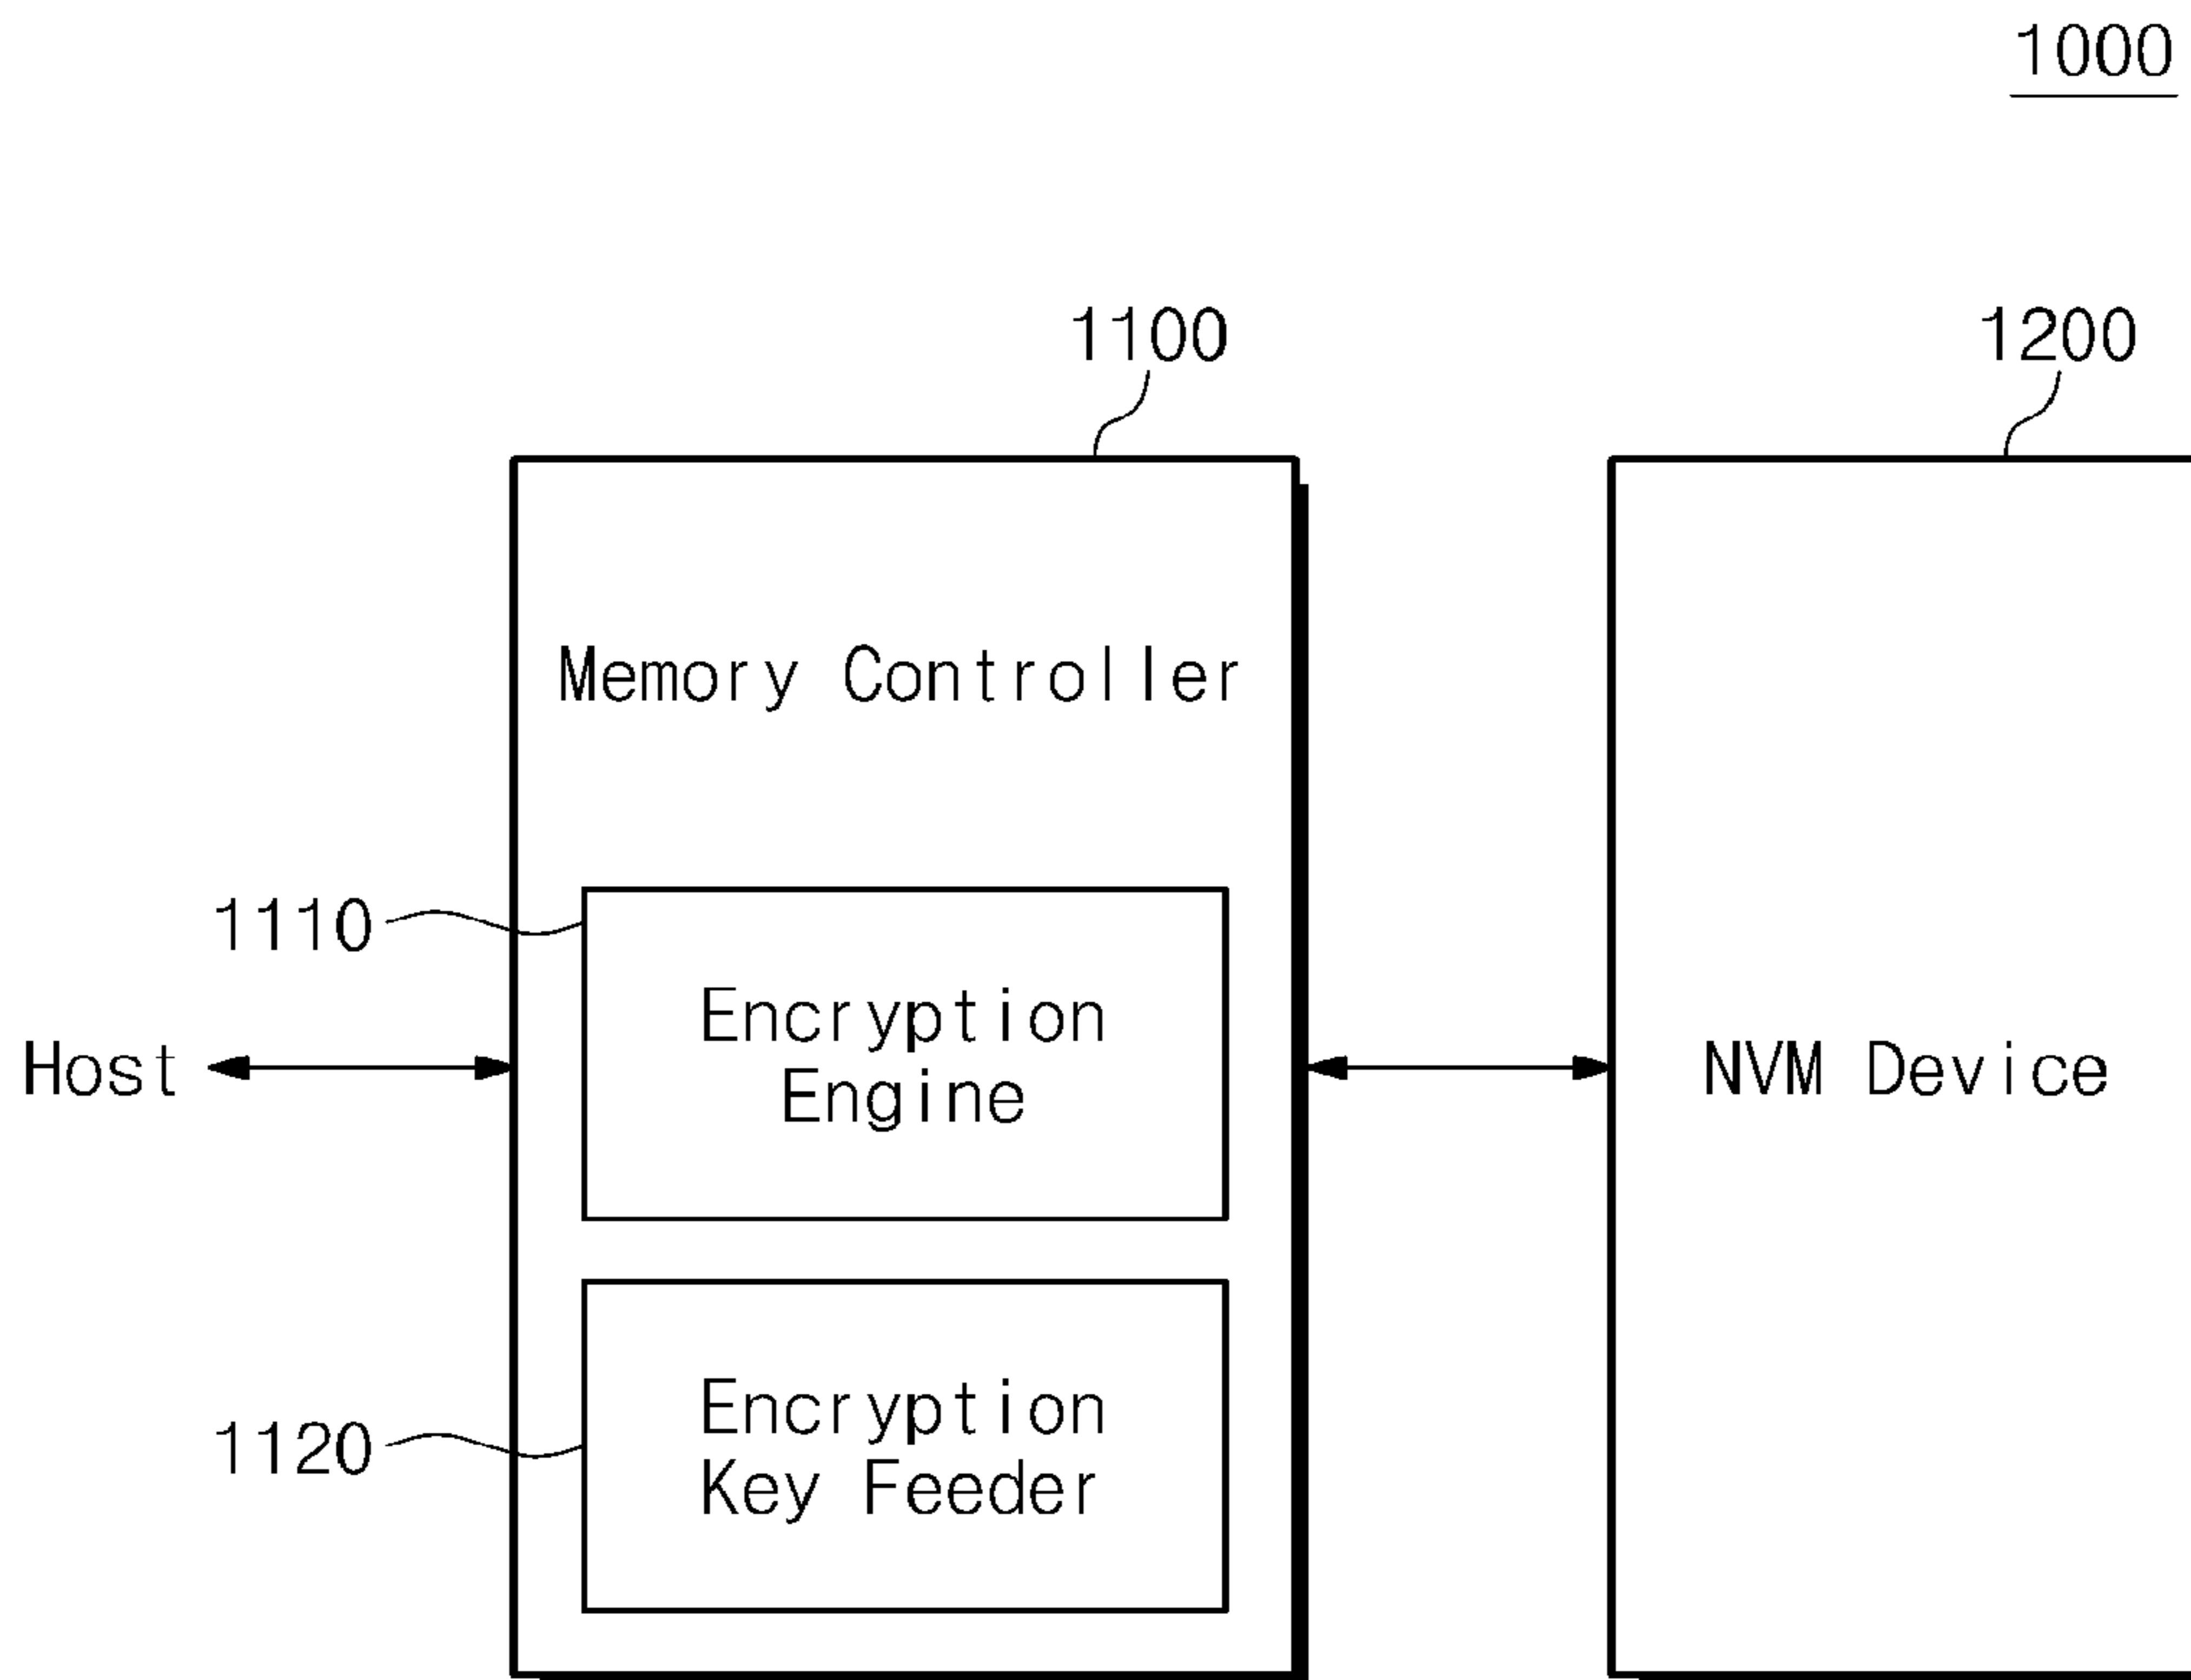 1000
1100
1200
Memory Controller
1110
Encryption
Engine
Host
NVM Device
1120
Encryption
Key Feeder